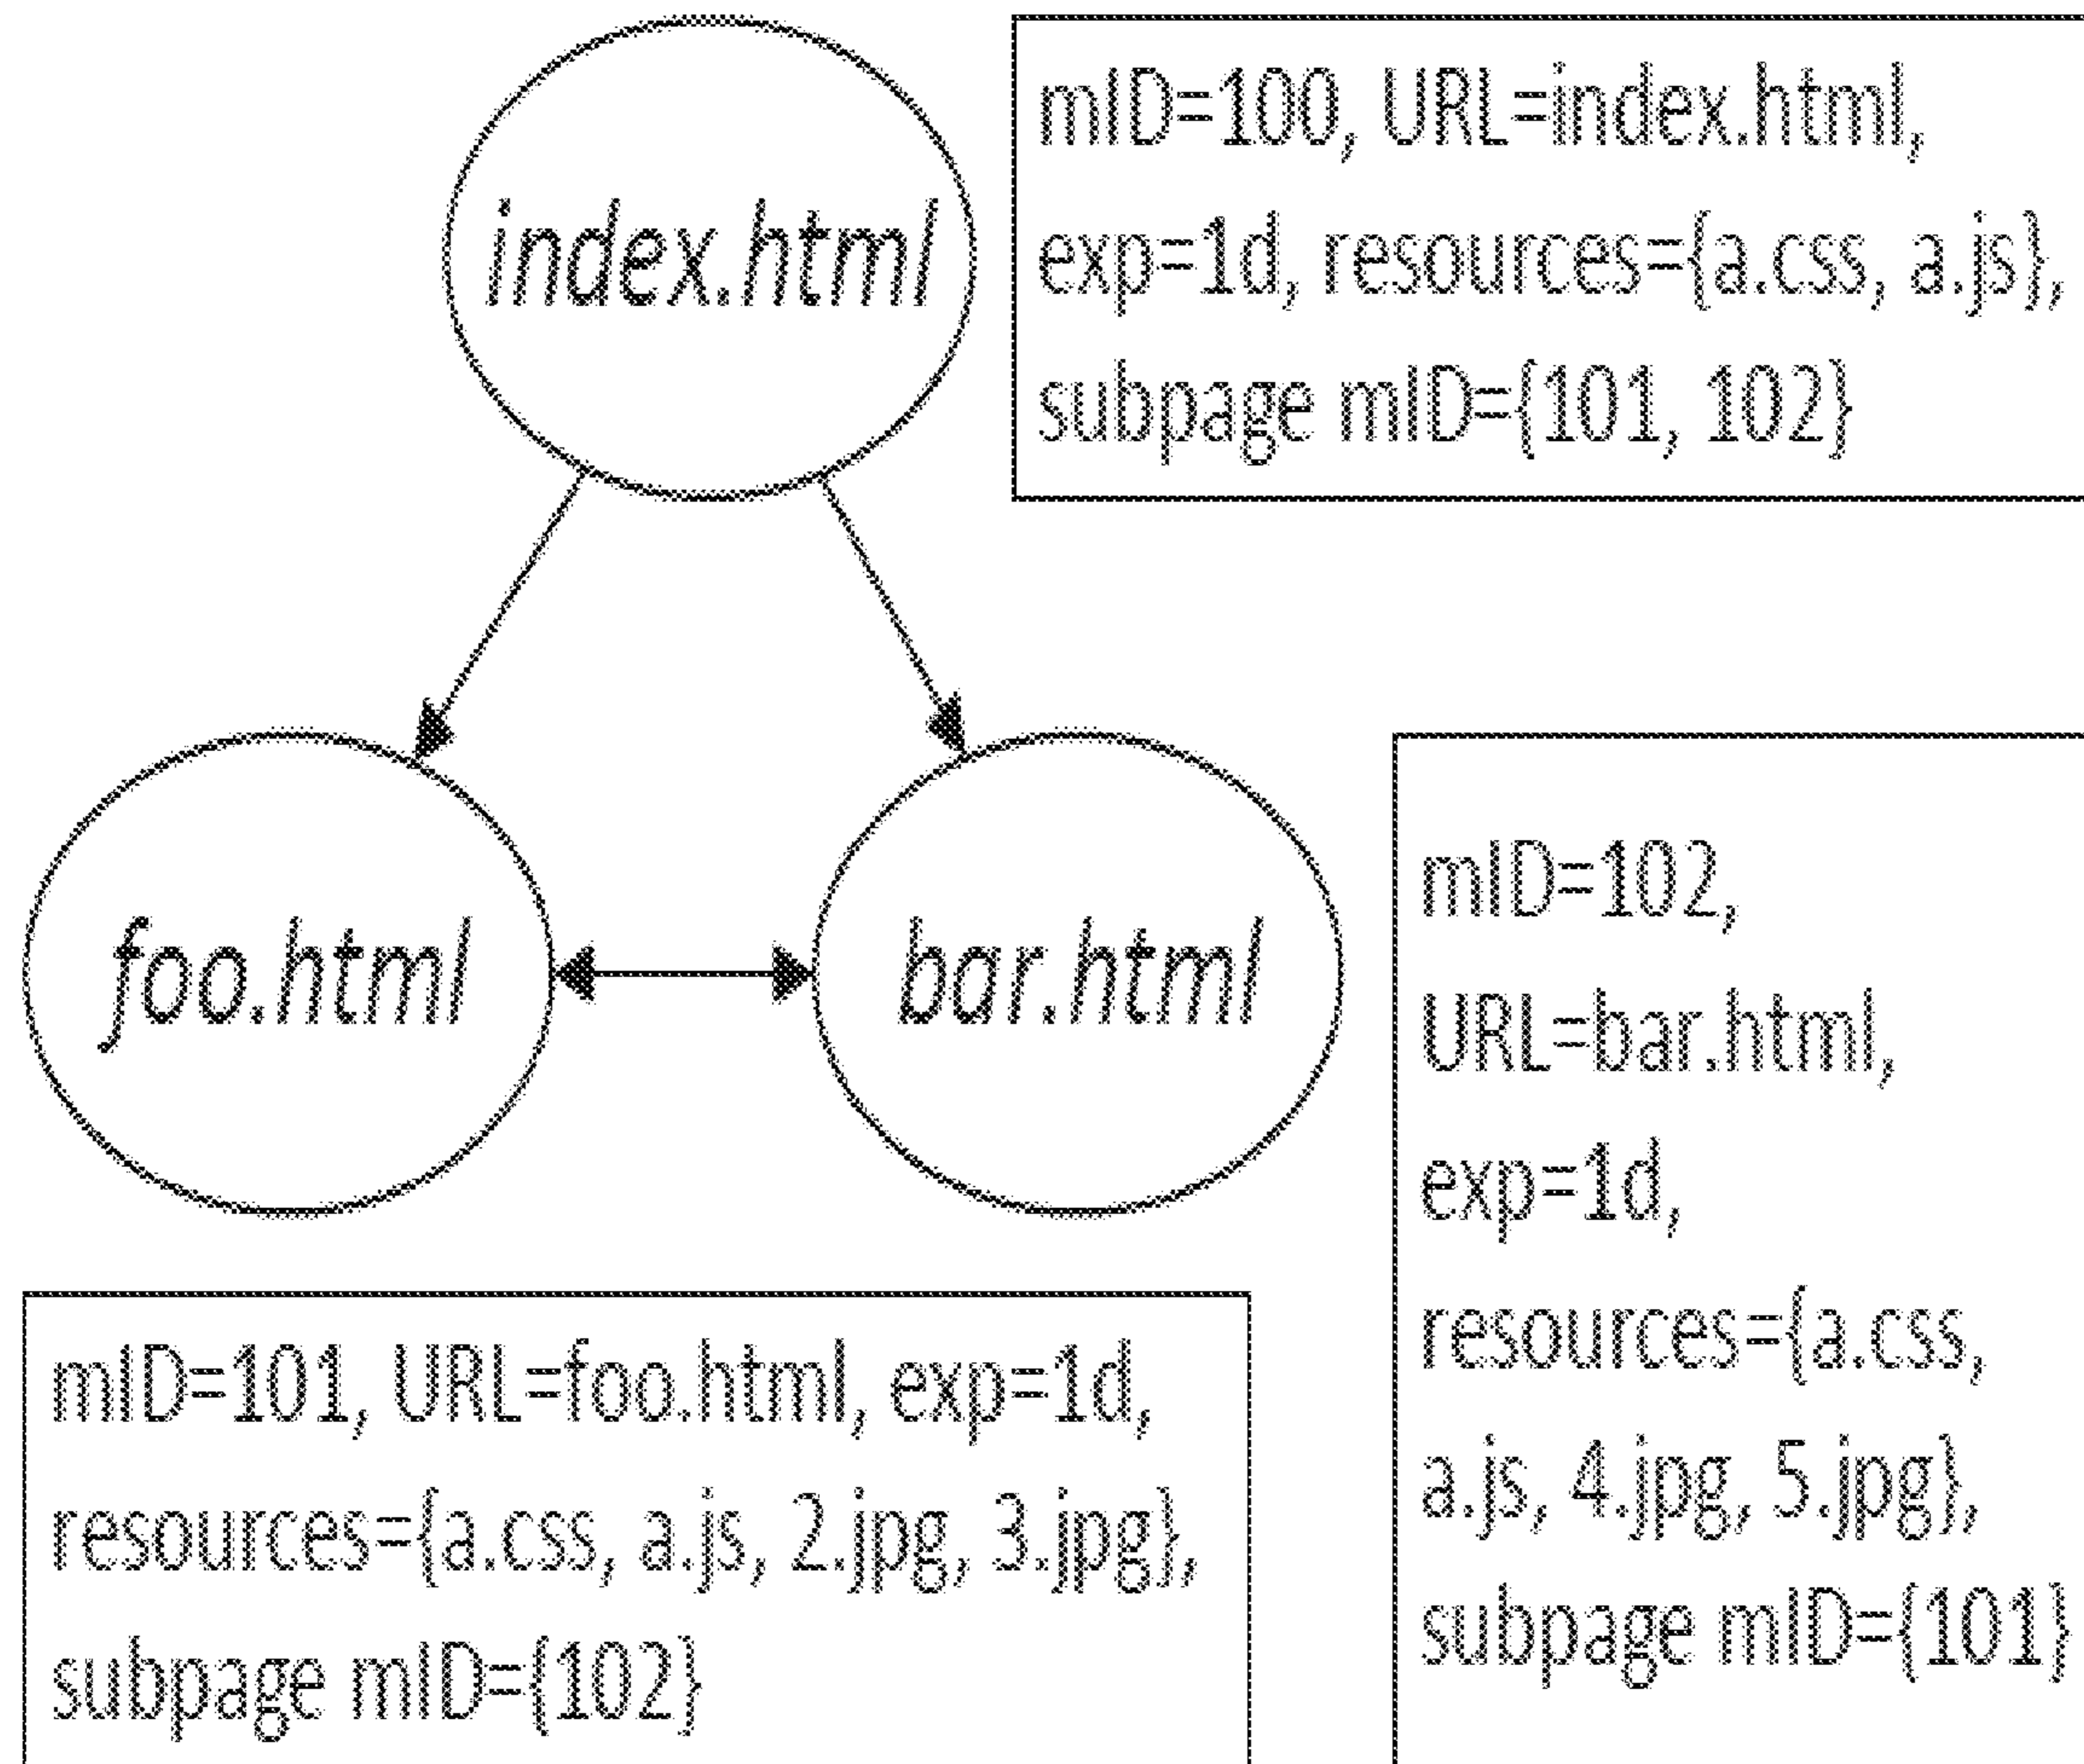 index.html
mID=100, URL=index.html,
exp=1d, resources={a.css, a.js},
subpage mID={101, 102}
foo.html
bar.html
mID=102,
URL=bar.html,
exp=1d,
resources={a.css,
a.js, 4.jpg, 5.jpg},
subpage mID={101}
mID=101, URL=foo.html, exp=1d,
resources={a.css, a.js, 2.jpg, 3.jpg},
subpage mID={102}